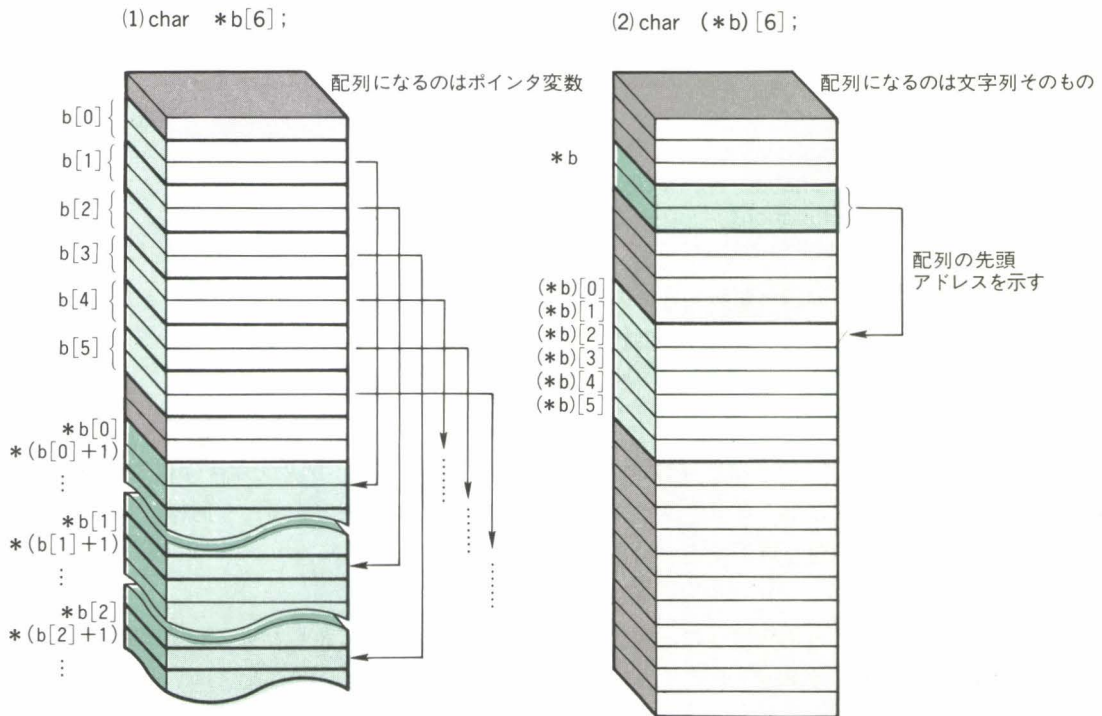 (1) char *b[6];
配列になるのはポインタ変数
b[0]
b[1]
b[2]
b[3]
b[4]
b[5]
*b[0]
*(b[0]+1)
⋮
*b[1]
*(b[1]+1)
⋮
*b[2]
*(b[2]+1)
⋮
(2) char (*b)[6];
配列になるのは文字列そのもの
*b
配列の先頭
アドレスを示す
(*b)[0]
(*b)[1]
(*b)[2]
(*b)[3]
(*b)[4]
(*b)[5]